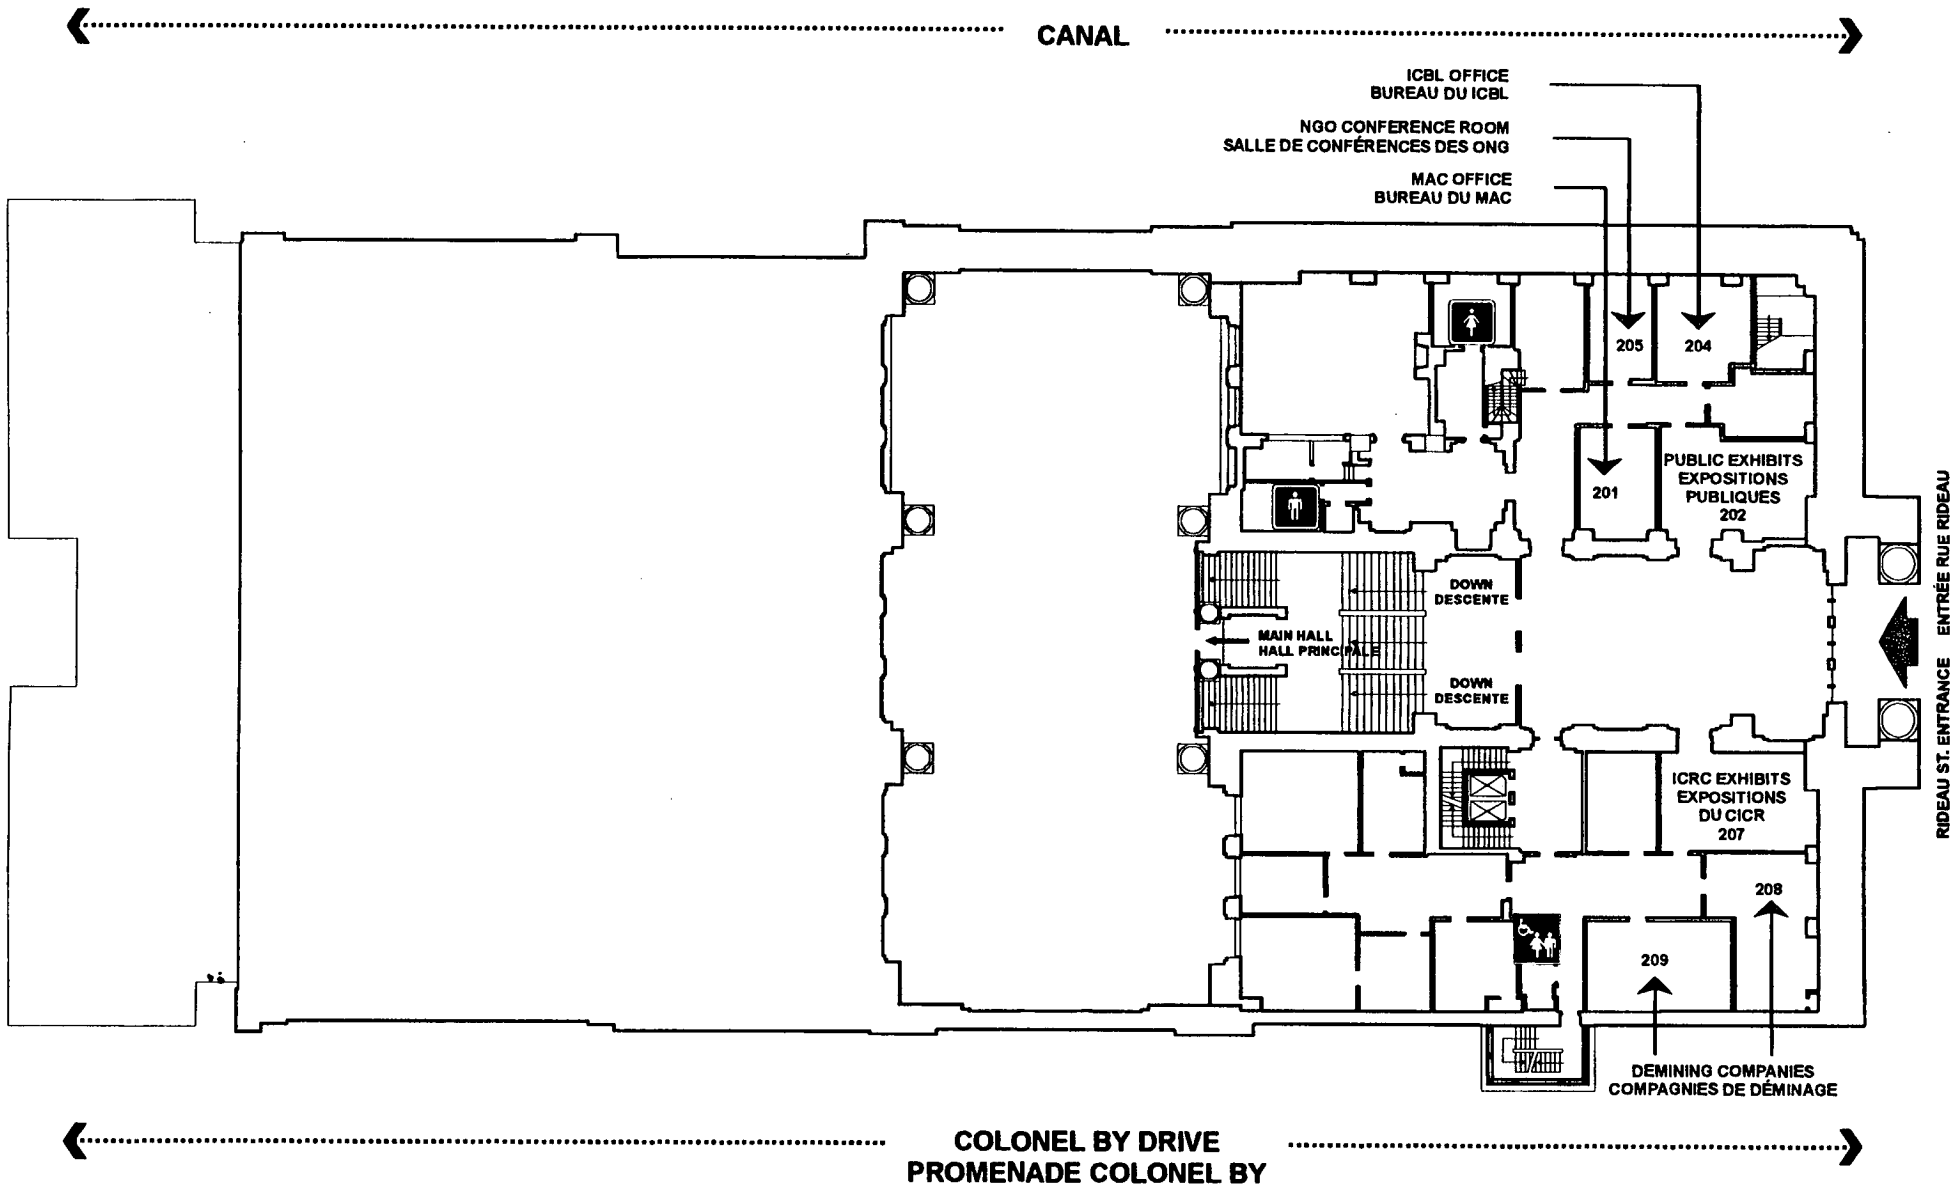 CANAL
ICBL OFFICE
BUREAU DU ICBL
NGO CONFERENCE ROOM
SALLE DE CONFÉRENCES DES ONG
MAC OFFICE
BUREAU DU MAC
205
204
PUBLIC EXHIBITS
EXPOSITIONS
PUBLIQUES
202
201
DOWN
DESCENTE
MAIN HALL
HALL PRINCIPALE
DOWN
DESCENTE
RIDEAU ST. ENTRANCE ENTRÉE RUE RIDEAU
ICRC EXHIBITS
EXPOSITIONS
DU CICR
207
208
209
DEMINING COMPANIES
COMPAGNIES DE DÉMINAGE
COLONEL BY DRIVE
PROMENADE COLONEL BY